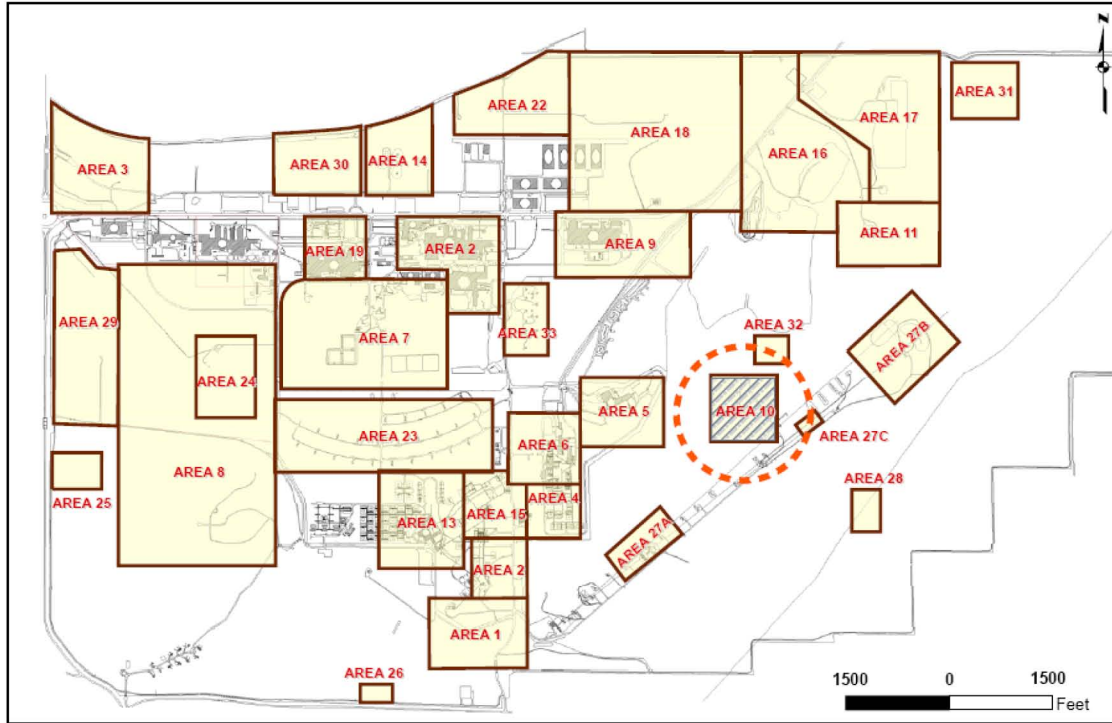 Z
AREA 31
AREA 22
AREA 17
AREA 18
AREA 16
AREA 30
AREA 14
AREA 3
AREA 11
AREA 19
AREA 2
AREA 9
AREA 29
AREA 32
AREA 33
AREA 7
AREA 27B
AREA 24
AREA 10
AREA 5
AREA 23
AREA 27C
AREA 6
AREA 8
AREA 28
AREA 25
AREA 4
AREA 15
AREA 13
AREA 27A
AREA 2
AREA 1
AREA 26
1500 0 1500
Feet